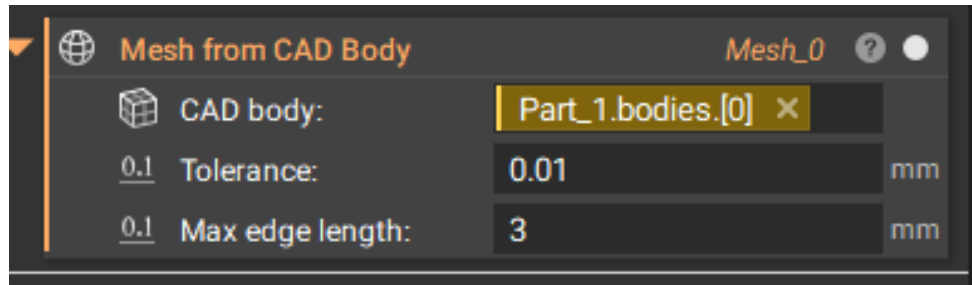 Mesh from CAD Body Mesh_0 ?
CAD body: Part_1.bodies.[0] ×
0.1 Tolerance: 0.01 mm
0.1 Max edge length: 3 mm